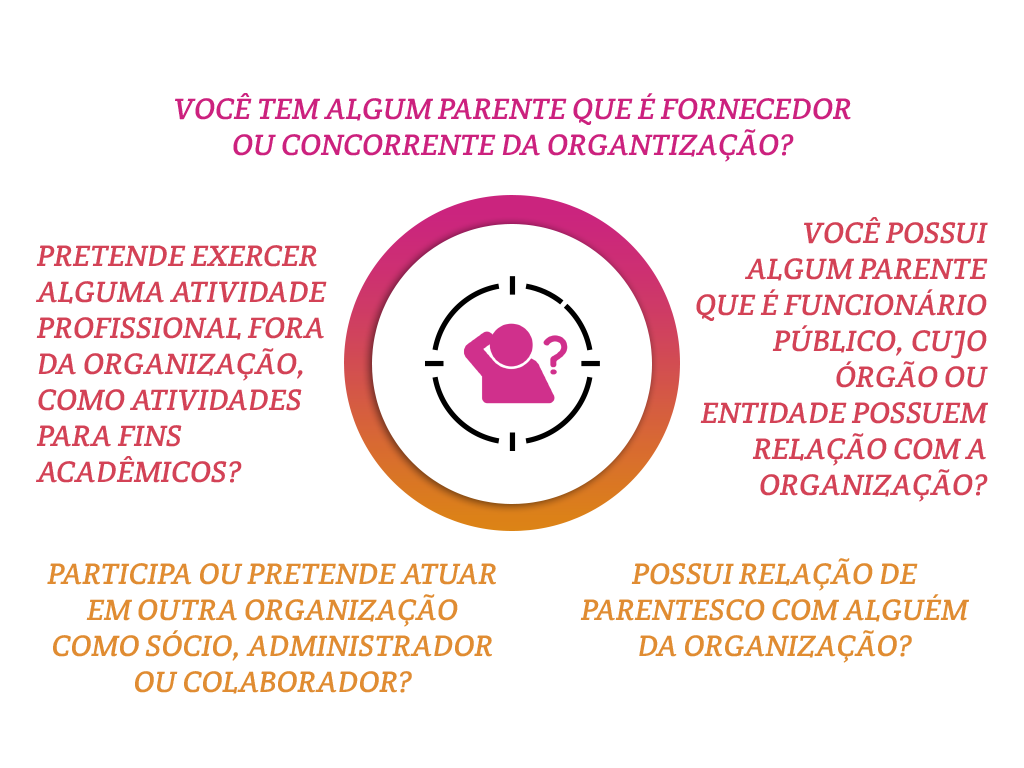 VOCÊ TEM ALGUM PARENTE QUE É FORNECEDOR
OU CONCORRENTE DA ORGANTIZAÇÃO?
PRETENDE EXERCER
ALGUMA ATIVIDADE
PROFISSIONAL FORA
DA ORGANIZAÇÃO,
COMO ATIVIDADES
PARA FINS
ACADÊMICOS?
VOCÊ POSSUI
ALGUM PARENTE
QUE É FUNCIONÁRIO
PÚBLICO, CUJO
ÓRGÃO OU
ENTIDADE POSSUEM
RELAÇÃO COM A
ORGANIZAÇÃO?
PARTICIPA OU PRETENDE ATUAR
EM OUTRA ORGANIZAÇÃO
COMO SÓCIO, ADMINISTRADOR
OU COLABORADOR?
POSSUI RELAÇÃO DE
PARENTESCO COM ALGUÉM
DA ORGANIZAÇÃO?